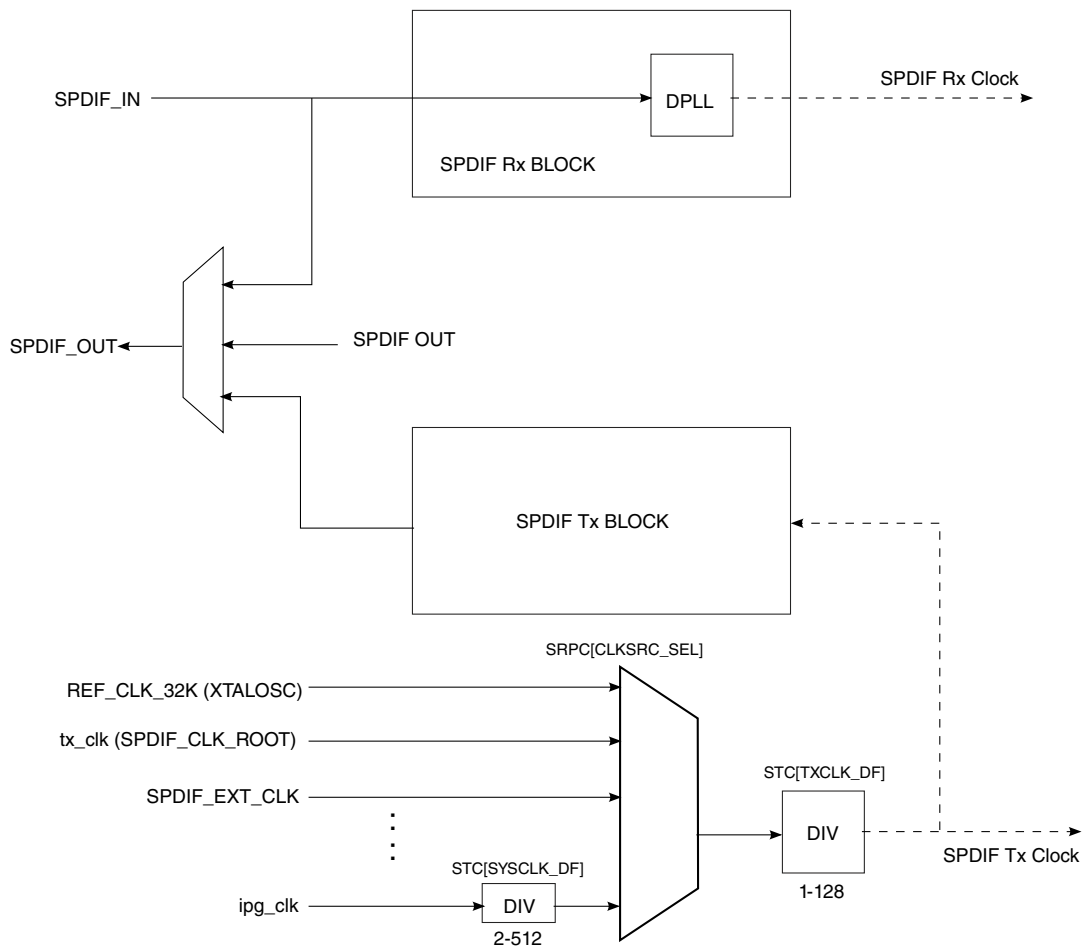 SPDIF Rx Clock
SPDIF_IN
DPLL
SPDIF Rx BLOCK
SPDIF OUT
SPDIF_OUT
SPDIF Tx BLOCK
SRPC[CLKSRC_SEL]
REF_CLK_32K (XTALOSC)
tx_clk (SPDIF_CLK_ROOT)
STC[TXCLK_DF]
SPDIF_EXT_CLK
DIV
SPDIF Tx Clock
STC[SYSCLK_DF]
1-128
ipg_clk
DIV
2-512